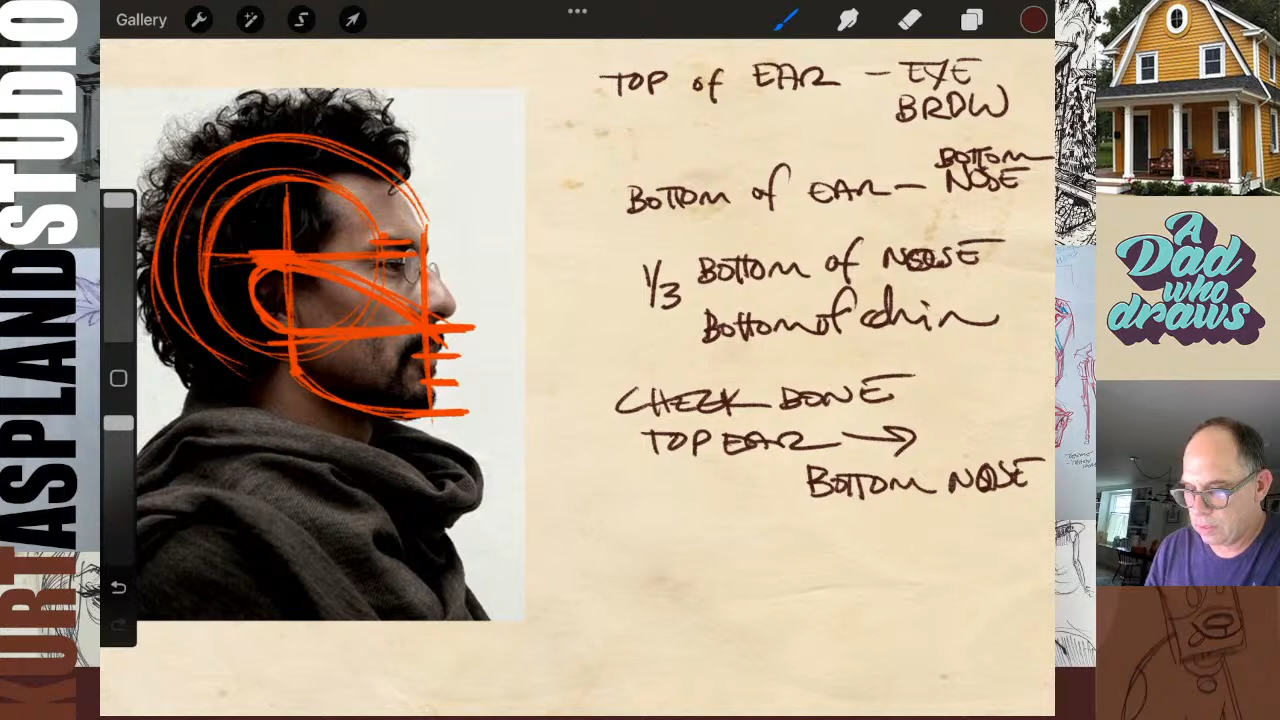 Gallery
TOP of EAR - EYE
BROW
BOTTOM of EAR - BOTTOM
NOSE
1/3 BOTTOM of NOSE
BOTTOM of chin
CHEEK BONE
TOP EAR →
BOTTOM NOSE
KURT ASPLAND STUDIO
A
Dad
who
draws